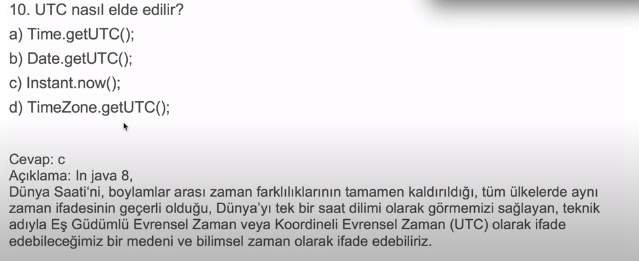 10. UTC nasıl elde edilir?
a) Time.getUTC();
b) Date.getUTC();
c) Instant.now();
d) TimeZone.getUTC();
Cevap: c
Açıklama: In java 8,
Dünya Saati'ni, boylamlar arası zaman farklılıklarının tamamen kaldırıldığı, tüm ülkelerde aynı
zaman ifadesinin geçerli olduğu, Dünya'yı tek bir saat dilimi olarak görmemizi sağlayan, teknik
adıyla Eş Güdümlü Evrensel Zaman veya Koordineli Evrensel Zaman (UTC) olarak ifade
edebileceğimiz bir medeni ve bilimsel zaman olarak ifade edebiliriz.